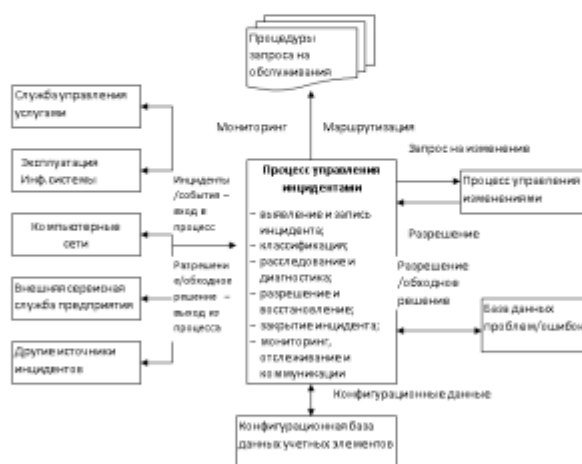 Процедуры
запроса на
обслуживания
Служба управления
услугами
Мониторинг
Маршрутизация
Запрос на изменение
Эксплуатация
Инф.системы
Инциденты
/события –
вход в
процесс
Процесс управления
инцидентами
Процесс управления
изменениями
Компьютерные
сети
– выявление и запись
инцидента;
– классификация;
– расследование и
диагностика;
– разрешение и
восстановление;
– закрытие инцидента;
– мониторинг,
отслеживание и
коммуникации
Разрешение
Разрешени
е/обходное
решение –
выход из
процесса
Разрешение
/обходное
решение
Внешняя сервисная
служба предприятия
База данных
проблем/ошибок
Другие источники
инцидентов
Конфигурационные данные
Конфигурационная база
данных учетных элементов